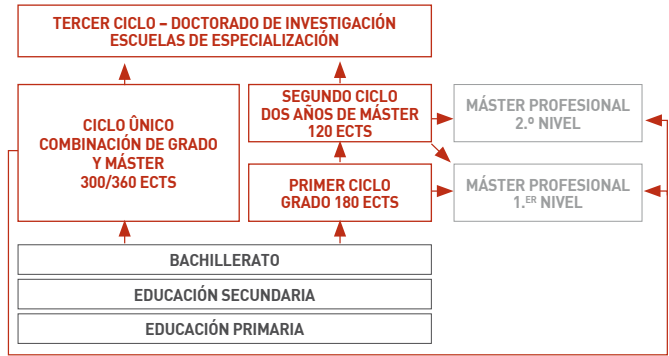 TERCER CICLO – DOCTORADO DE INVESTIGACIÓN
ESCUELAS DE ESPECIALIZACIÓN
CICLO ÛNICO
COMBINACIÓN DE GRADO
Y MÁSTER
300/360 ECTS
SEGUNDO CICLO
DOS AÑOS DE MÁSTER
120 ECTS
MÁSTER PROFESIONAL
2.º NIVEL
PRIMER CICLO
GRADO 180 ECTS
MÁSTER PROFESIONAL
1.ER NIVEL
BACHILLERATO
EDUCACIÓN SECUNDARIA
EDUCACIÓN PRIMARIA